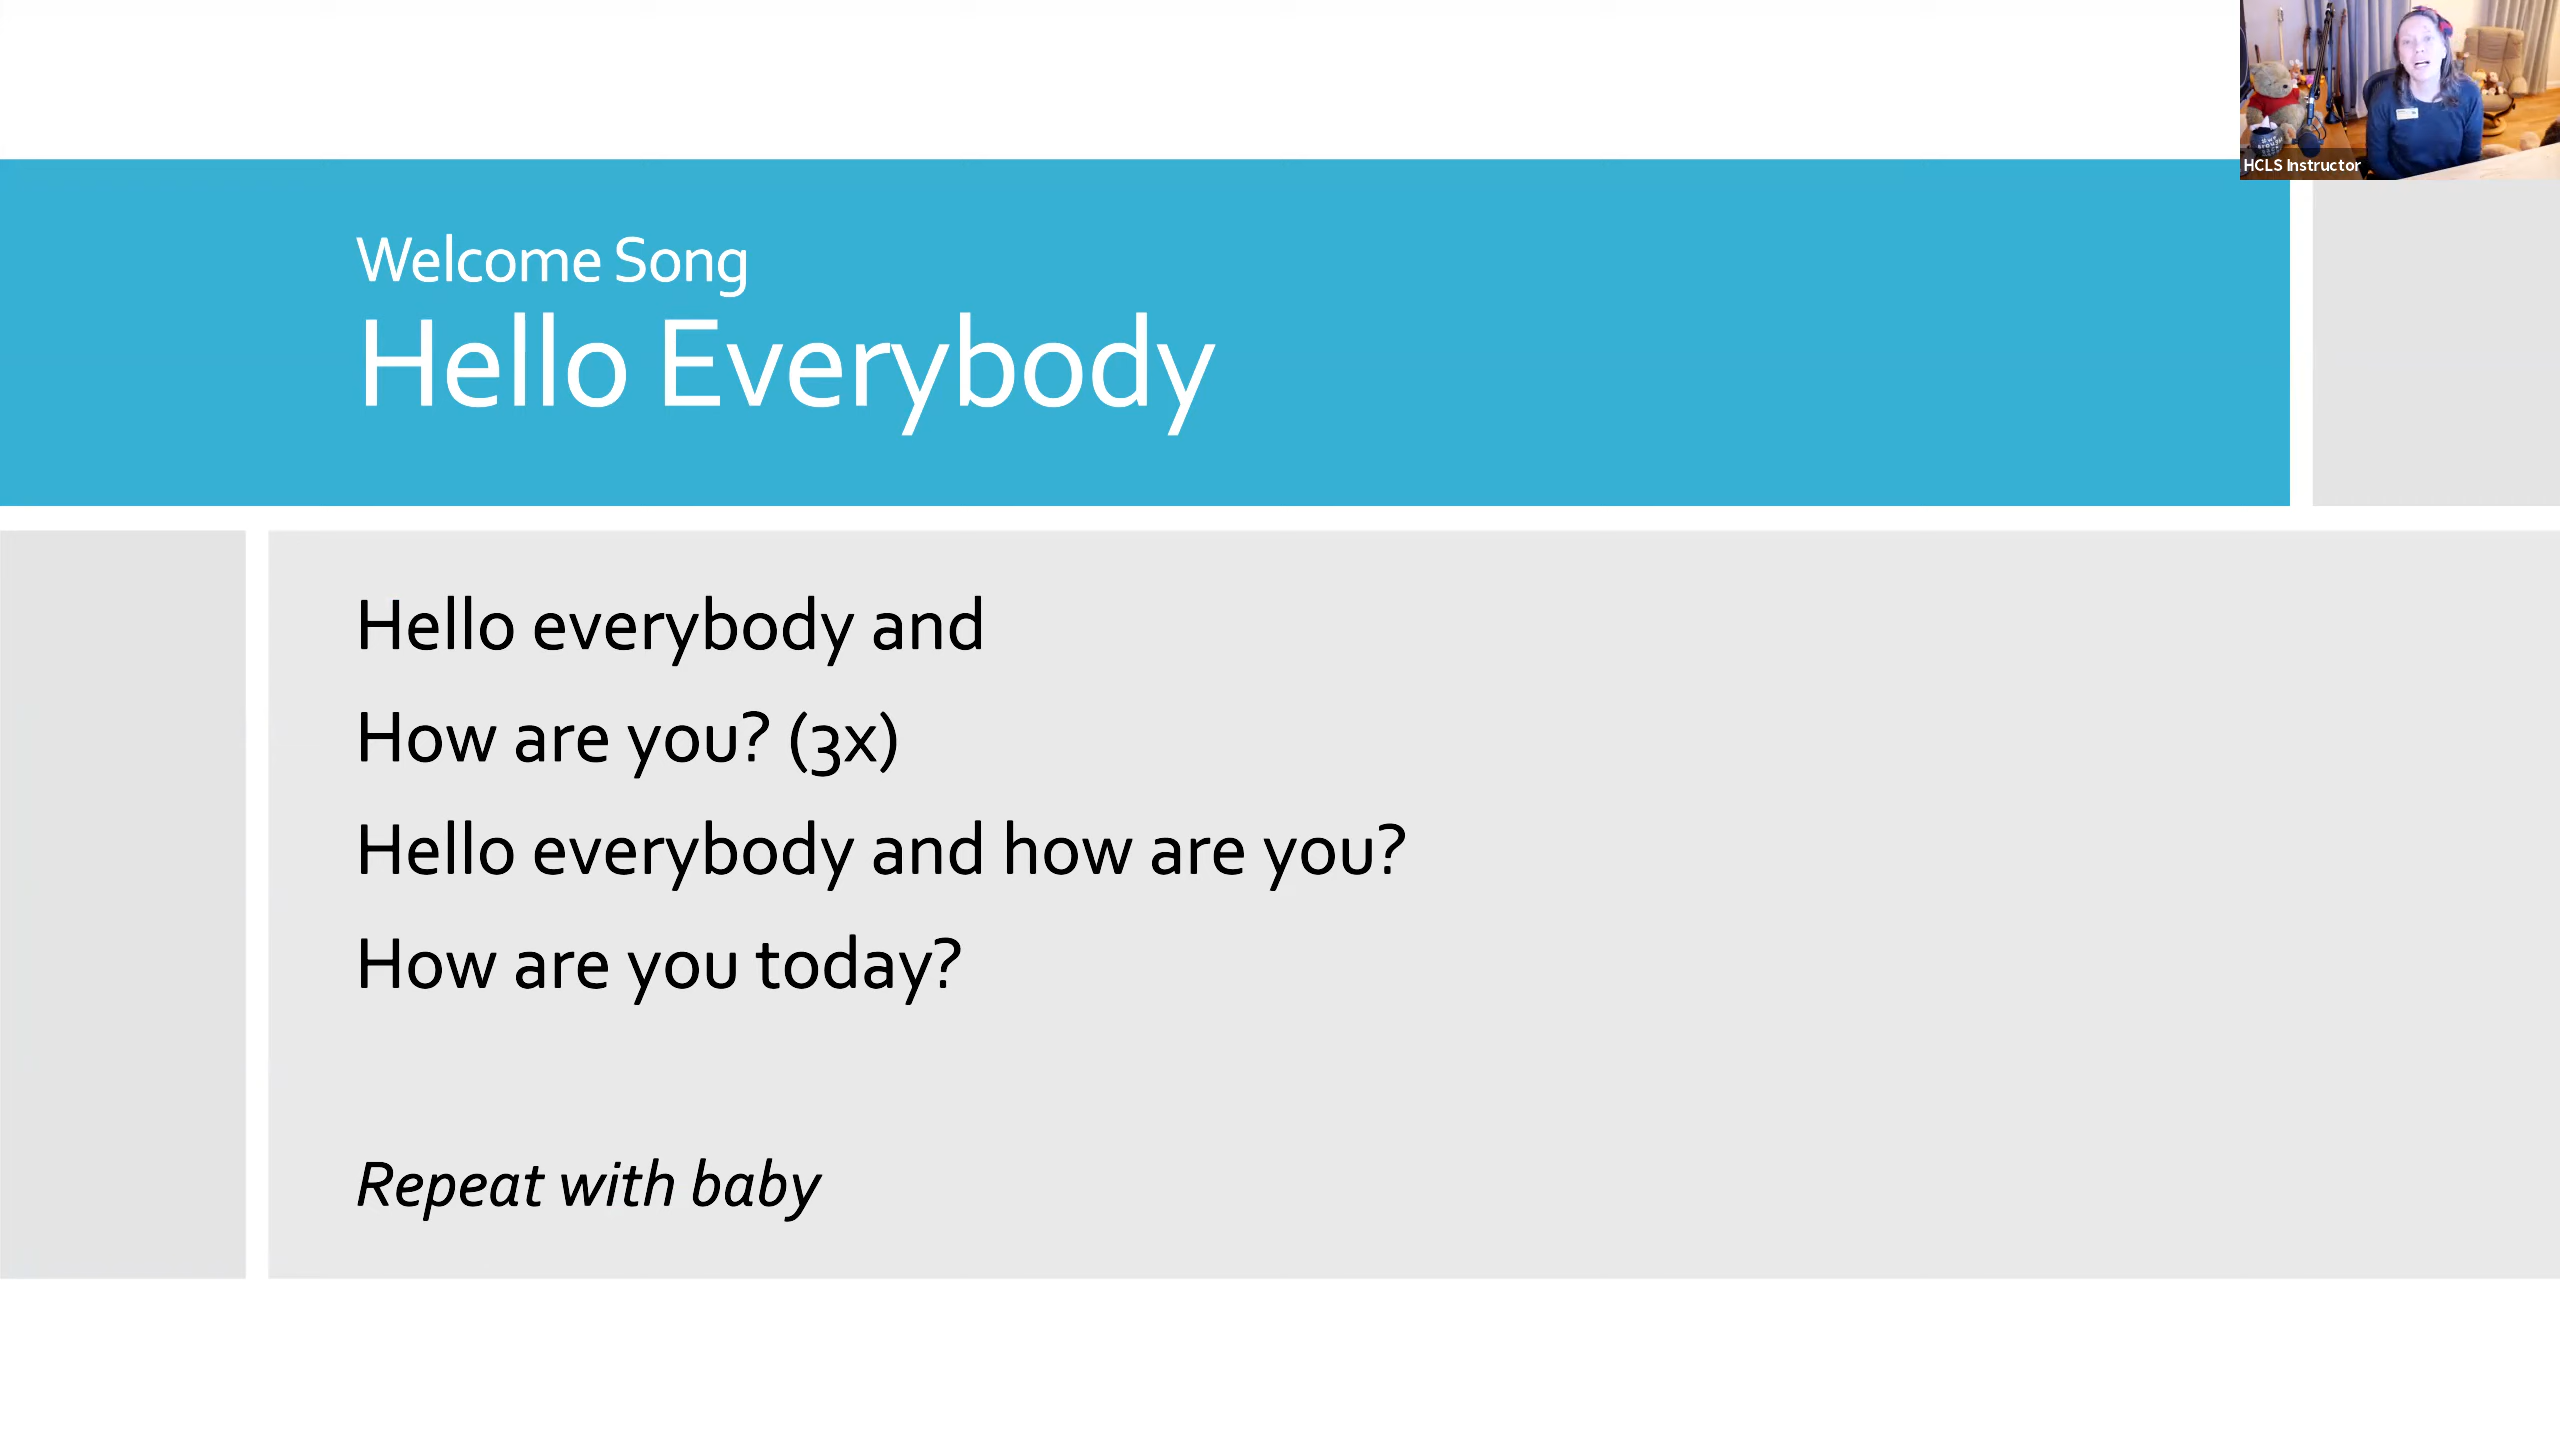 Welcome Song
Hello Everybody
Hello everybody and
How are you? (3x)
Hello everybody and how are you?
How are you today?
Repeat with baby
HCLS Instructor